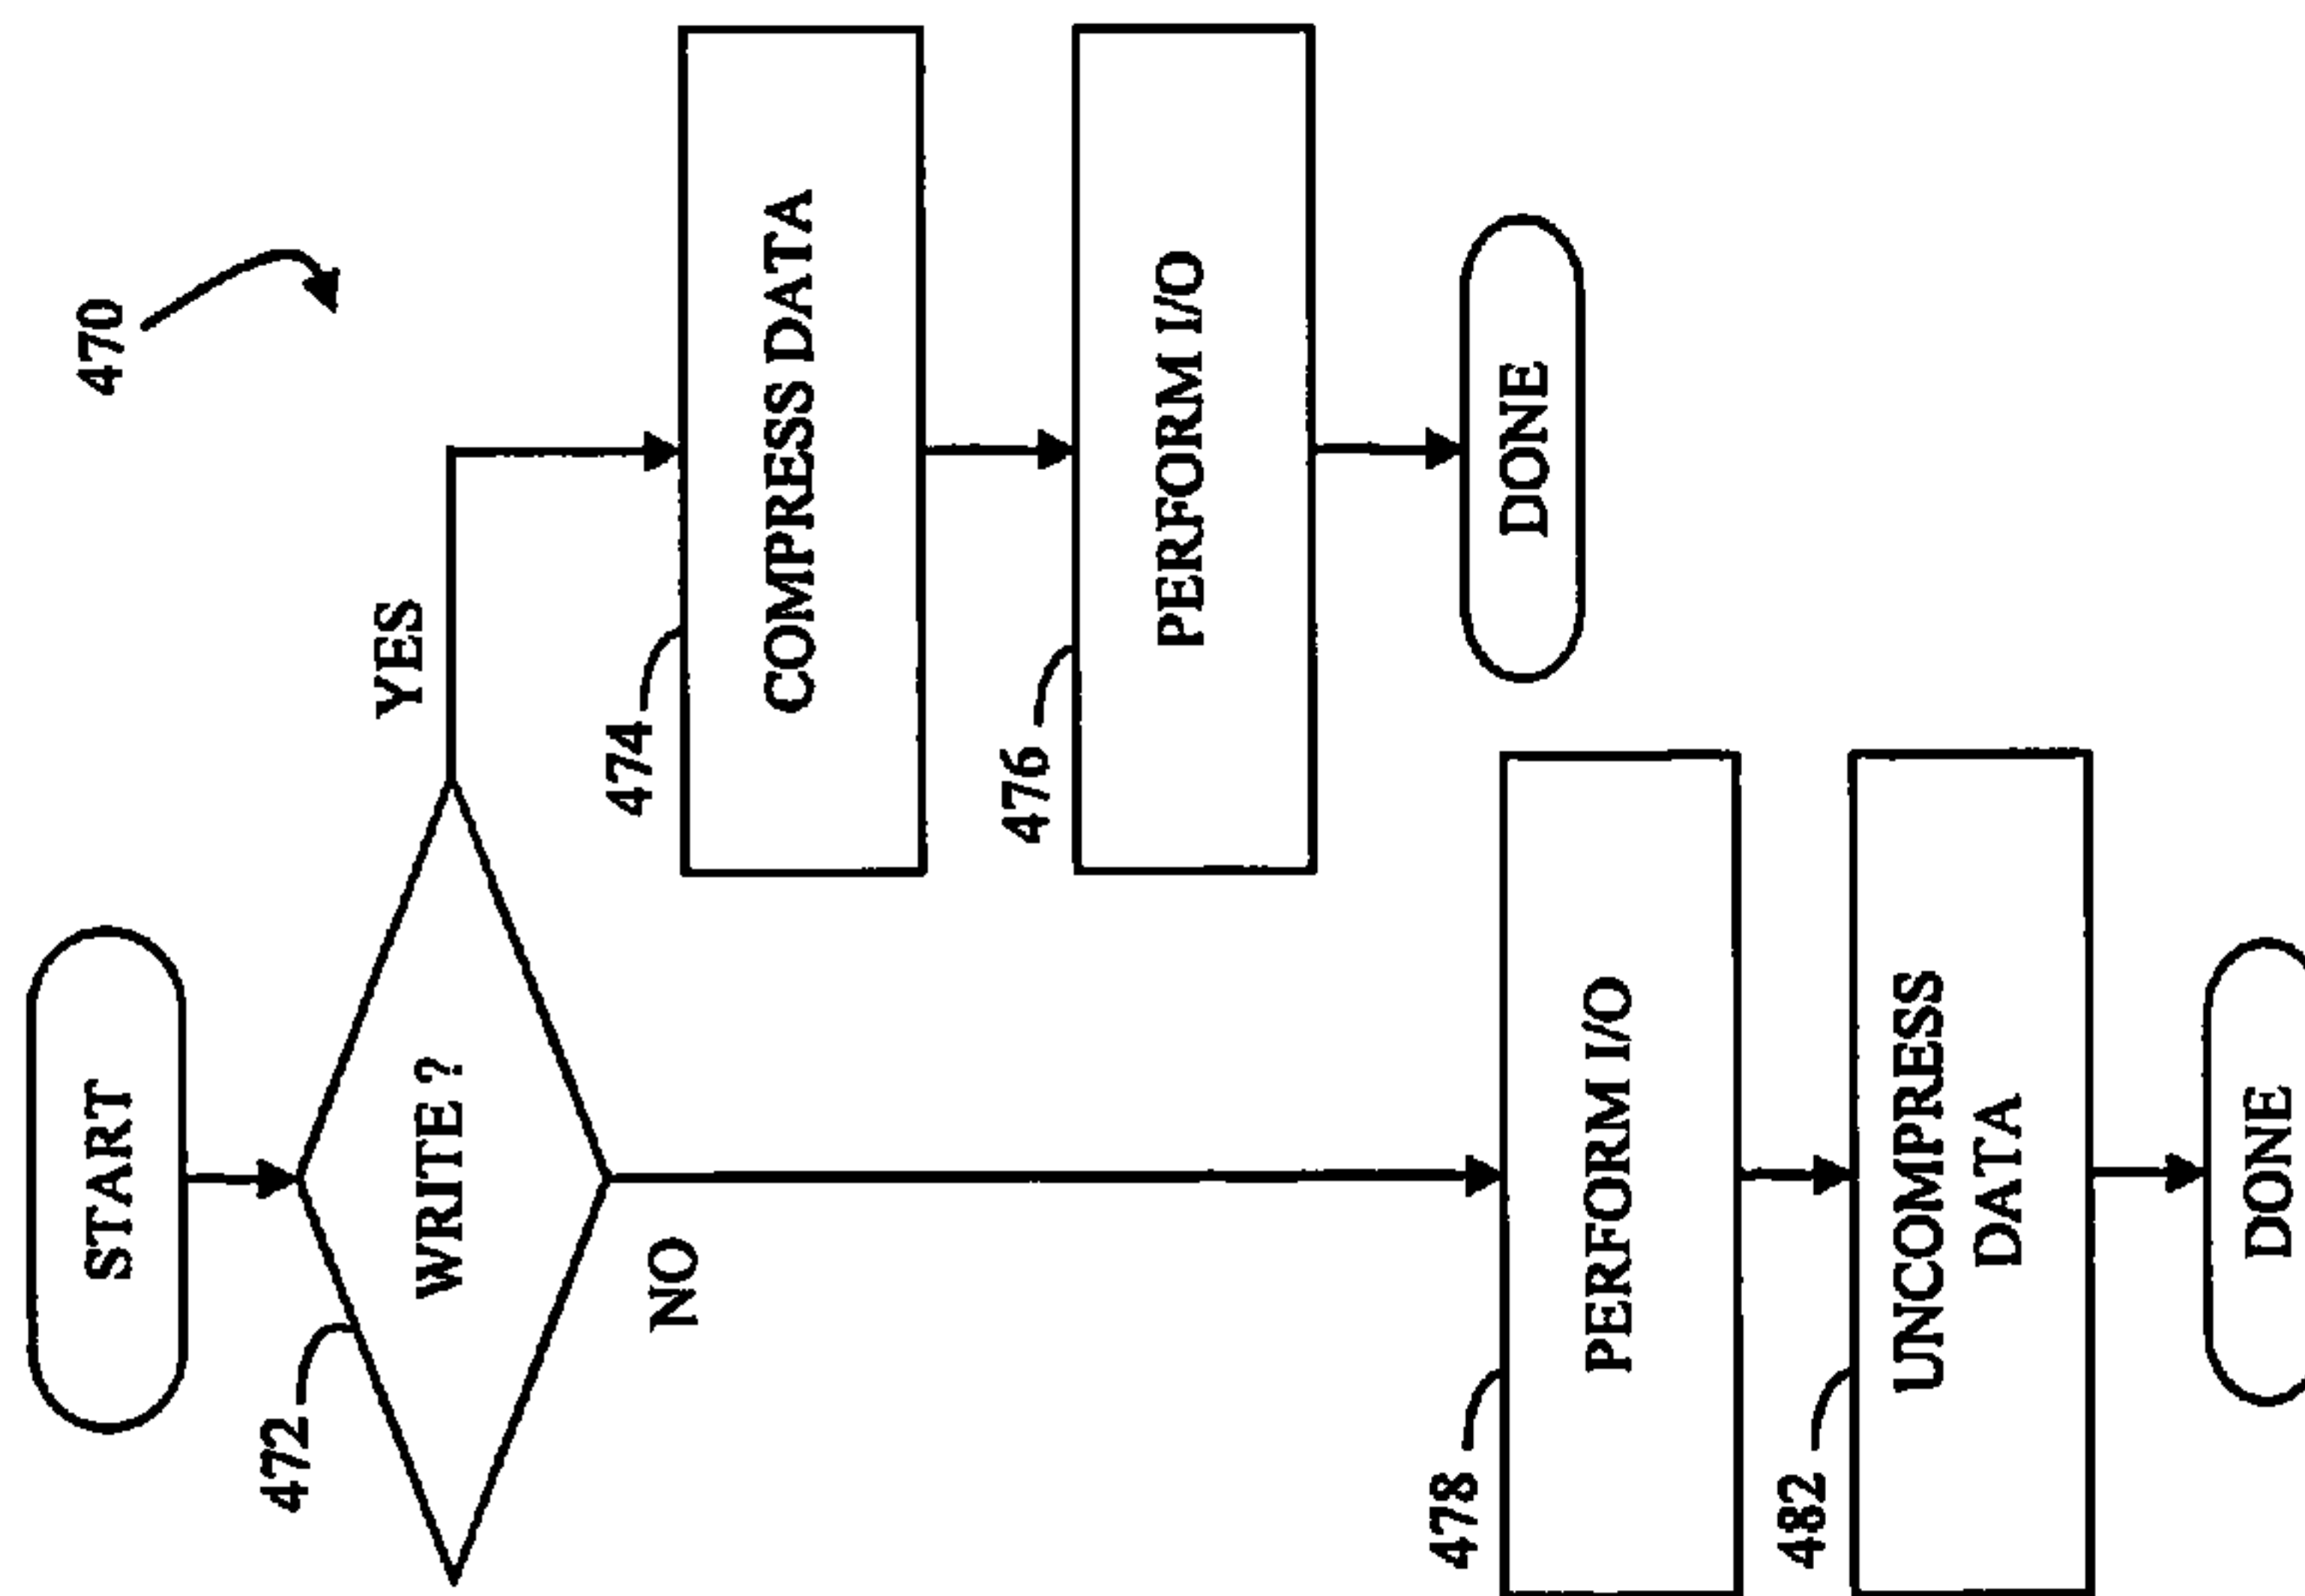 470
START
472
WRITE ?
YES
NO
474
COMPRESS DATA
476
PERFORM I/O
DONE
478
PERFORM I/O
482
UNCOMPRESS
DATA
DONE